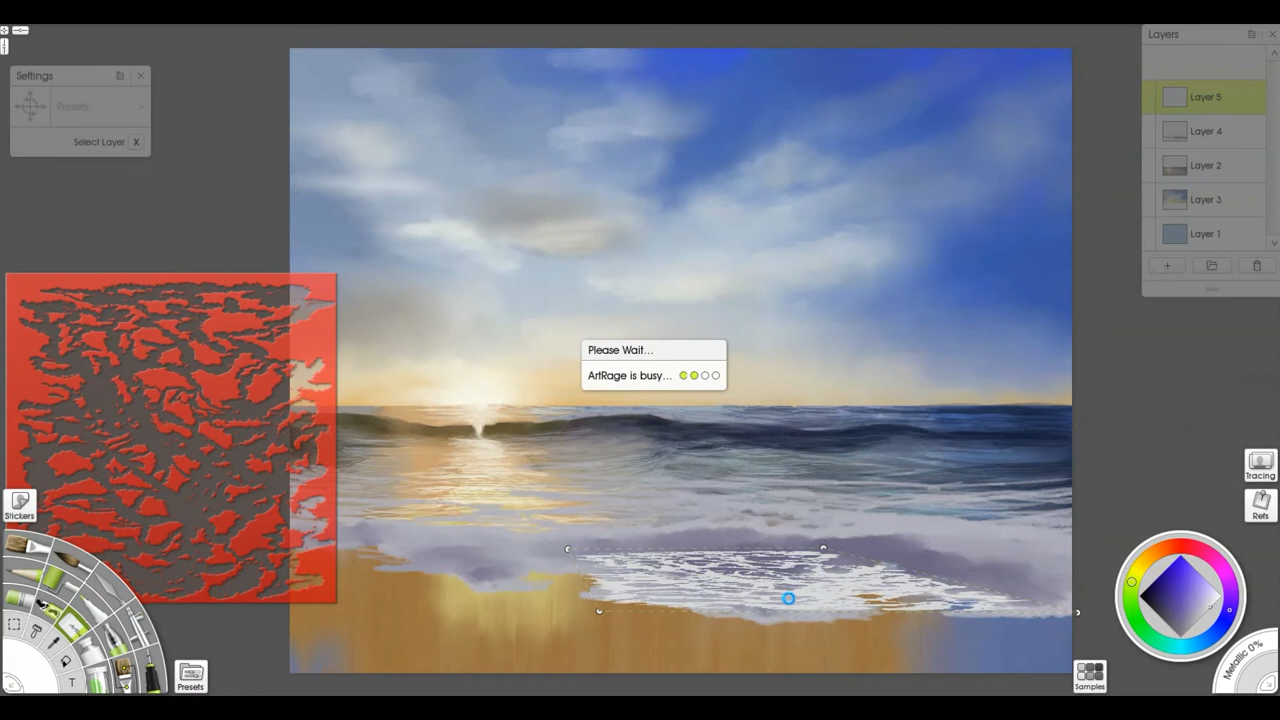 Settings
Presets...
Select Layer X
Layers
Layer 5
Layer 4
Layer 2
Layer 3
Layer 1
Please Wait...
ArtRage is busy...
Stickers
Presets
T
Tracing
Refs
Samples
Metallic 0%